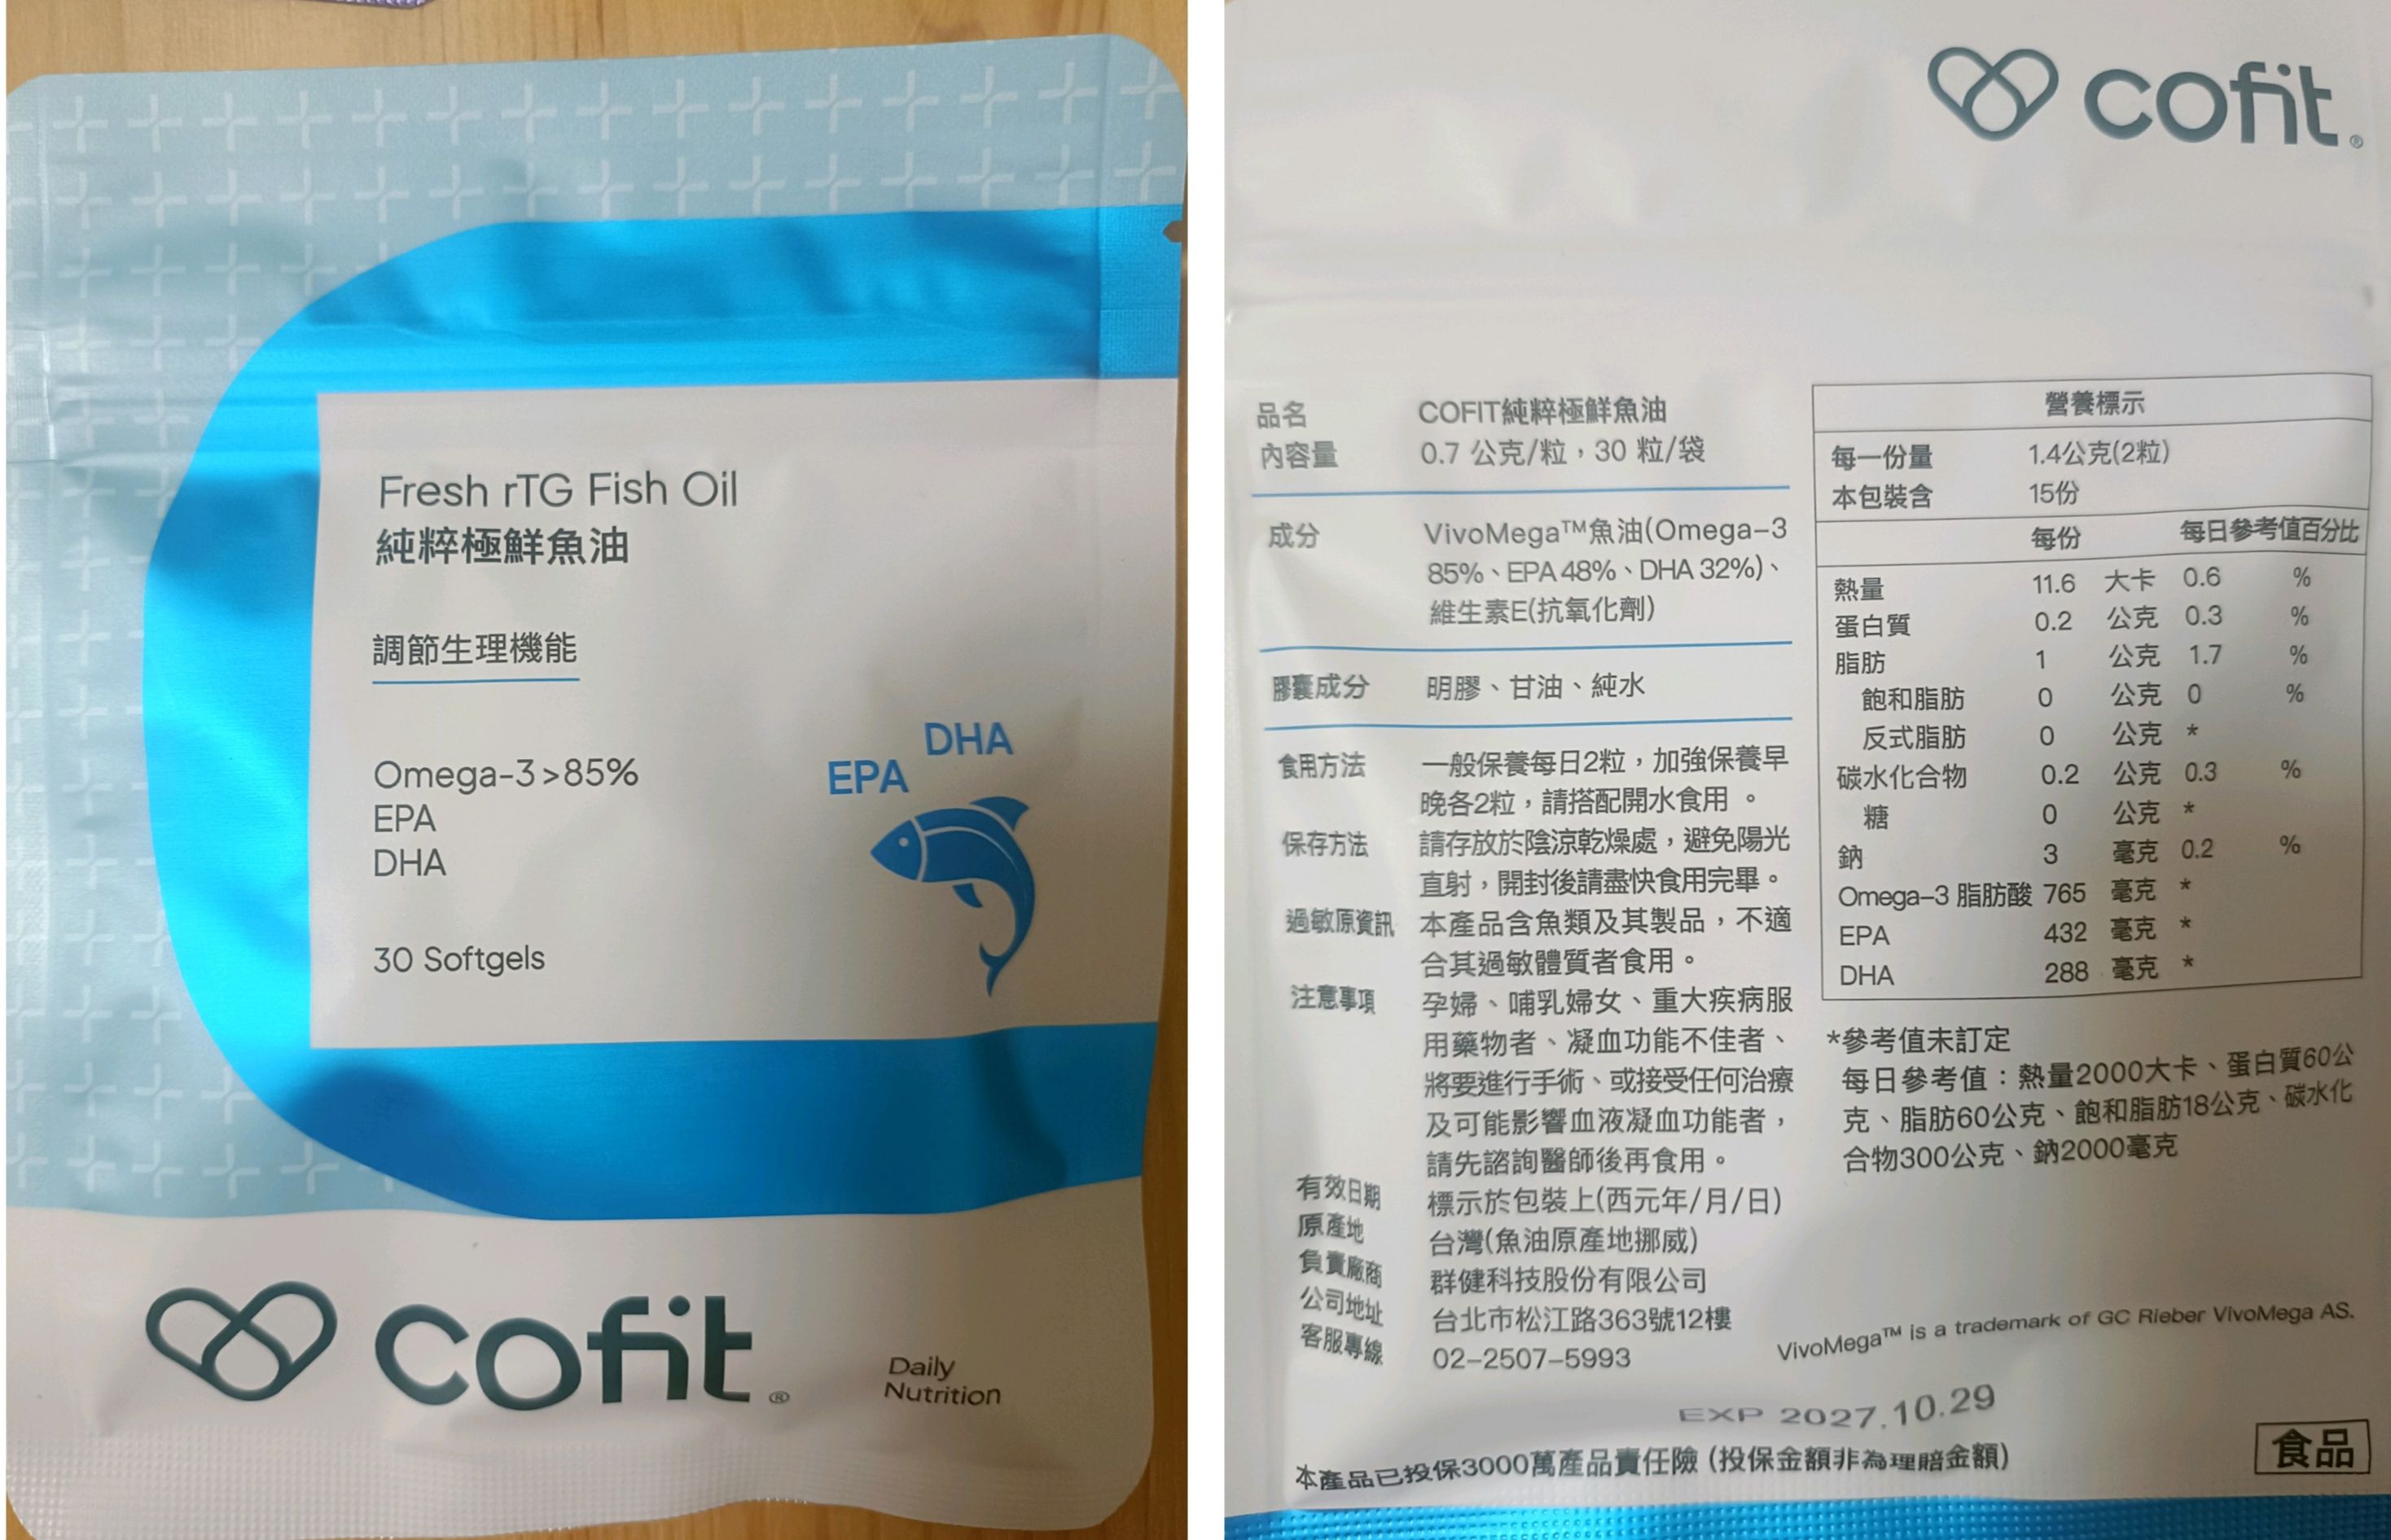 Fresh rTG Fish Oil
純粹極鮮魚油
調節生理機能
DHA
EPA
Omega-3>85%
EPA
DHA
30 Softgels
cofit®
Daily
Nutrition
cofit®
品名 COFIT純粹極鮮魚油
內容量 0.7 公克/粒，30 粒/袋
成分 VivoMega™魚油(Omega-3
85%、EPA 48%、DHA 32%)、
維生素E(抗氧化劑)
膠囊成分 明膠、甘油、純水
食用方法 一般保養每日2粒，加強保養早
晚各2粒，請搭配開水食用。
保存方法 請存放於陰涼乾燥處，避免陽光
直射，開封後請盡快食用完畢。
過敏原資訊 本產品含魚類及其製品，不適
合其過敏體質者食用。
注意事項 孕婦、哺乳婦女、重大疾病服
用藥物者、凝血功能不佳者、
將要進行手術、或接受任何治療
及可能影響血液凝血功能者，
請先諮詢醫師後再食用。
有效日期 標示於包裝上(西元年/月/日)
原產地 台灣(魚油原產地挪威)
負責廠商 群健科技股份有限公司
公司地址 台北市松江路363號12樓
客服專線 02-2507-5993
營養標示
每一份量 1.4公克(2粒)
本包裝含 15份
每份 每日參考值百分比
熱量 11.6 大卡 0.6 %
蛋白質 0.2 公克 0.3 %
脂肪 1 公克 1.7 %
飽和脂肪 0 公克 0 %
反式脂肪 0 公克 *
碳水化合物 0.2 公克 0.3 %
糖 0 公克 *
鈉 3 毫克 0.2 %
Omega-3 脂肪酸 765 毫克 *
EPA 432 毫克 *
DHA 288 毫克 *
*參考值未訂定
每日參考值：熱量2000大卡、蛋白質60公
克、脂肪60公克、飽和脂肪18公克、碳水化
合物300公克、鈉2000毫克
VivoMega™ is a trademark of GC Rieber VivoMega AS.
EXP 2027.10.29
本產品已投保3000萬產品責任險 (投保金額非為理賠金額)
食品